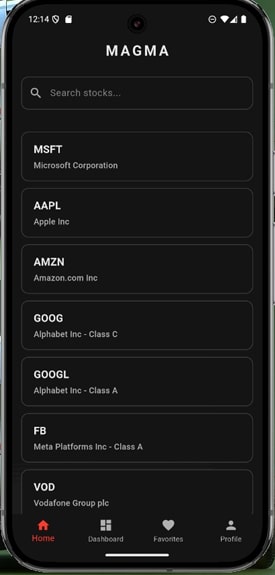 12:14
MAGMA
Search stocks...
MSFT
Microsoft Corporation
AAPL
Apple Inc
AMZN
Amazon.com Inc
GOOG
Alphabet Inc - Class C
GOOGL
Alphabet Inc - Class A
FB
Meta Platforms Inc - Class A
VOD
Vodafone Group plc
Home Dashboard Favorites Profile